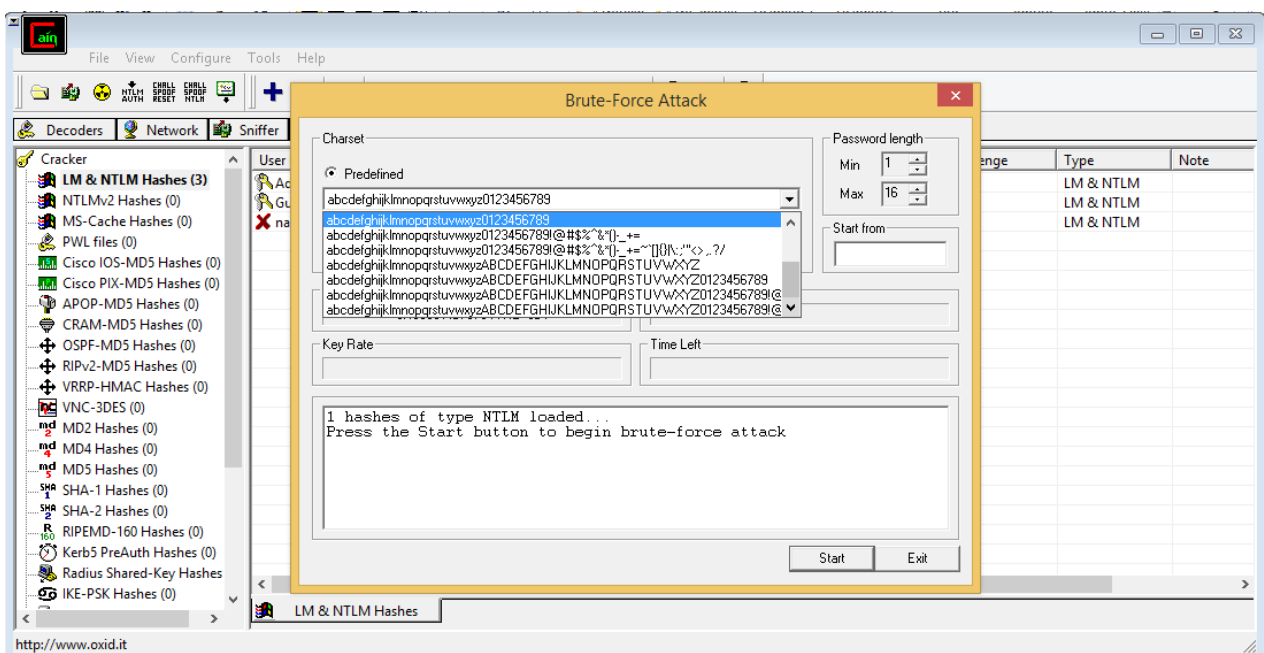 Cain
File View Configure Tools Help
NTLM AUTH CHALL SPOOF RESET CHALL SPOOF NTLM
Brute-Force Attack
Decoders Network Sniffer
Cracker
LM & NTLM Hashes (3)
NTLMv2 Hashes (0)
MS-Cache Hashes (0)
PWL files (0)
Cisco IOS-MD5 Hashes (0)
Cisco PIX-MD5 Hashes (0)
APOP-MD5 Hashes (0)
CRAM-MD5 Hashes (0)
OSPF-MD5 Hashes (0)
RIPv2-MD5 Hashes (0)
VRRP-HMAC Hashes (0)
VNC-3DES (0)
MD2 Hashes (0)
MD4 Hashes (0)
MD5 Hashes (0)
SHA-1 Hashes (0)
SHA-2 Hashes (0)
RIPEMD-160 Hashes (0)
Kerb5 PreAuth Hashes (0)
Radius Shared-Key Hashes
IKE-PSK Hashes (0)
User
Ac
Gu
na
Charset
Predefined
abcdefghijklmnopqrstuvwxyz0123456789
abcdefghijklmnopqrstuvwxyz0123456789
abcdefghijklmnopqrstuvwxyz0123456789!@#$%^&*()-_+=
abcdefghijklmnopqrstuvwxyz0123456789!@#$%^&*()-_+=~`[]{}|\:;"'<>,.?/
abcdefghijklmnopqrstuvwxyzABCDEFGHIJKLMNOPQRSTUVWXYZ
abcdefghijklmnopqrstuvwxyzABCDEFGHIJKLMNOPQRSTUVWXYZ0123456789
abcdefghijklmnopqrstuvwxyzABCDEFGHIJKLMNOPQRSTUVWXYZ0123456789!@
abcdefghijklmnopqrstuvwxyzABCDEFGHIJKLMNOPQRSTUVWXYZ0123456789!@
Password length
Min 1
Max 16
Start from
Key Rate
Time Left
1 hashes of type NTLM loaded...
Press the Start button to begin brute-force attack
Start Exit
enge Type Note
LM & NTLM
LM & NTLM
LM & NTLM
LM & NTLM Hashes
http://www.oxid.it